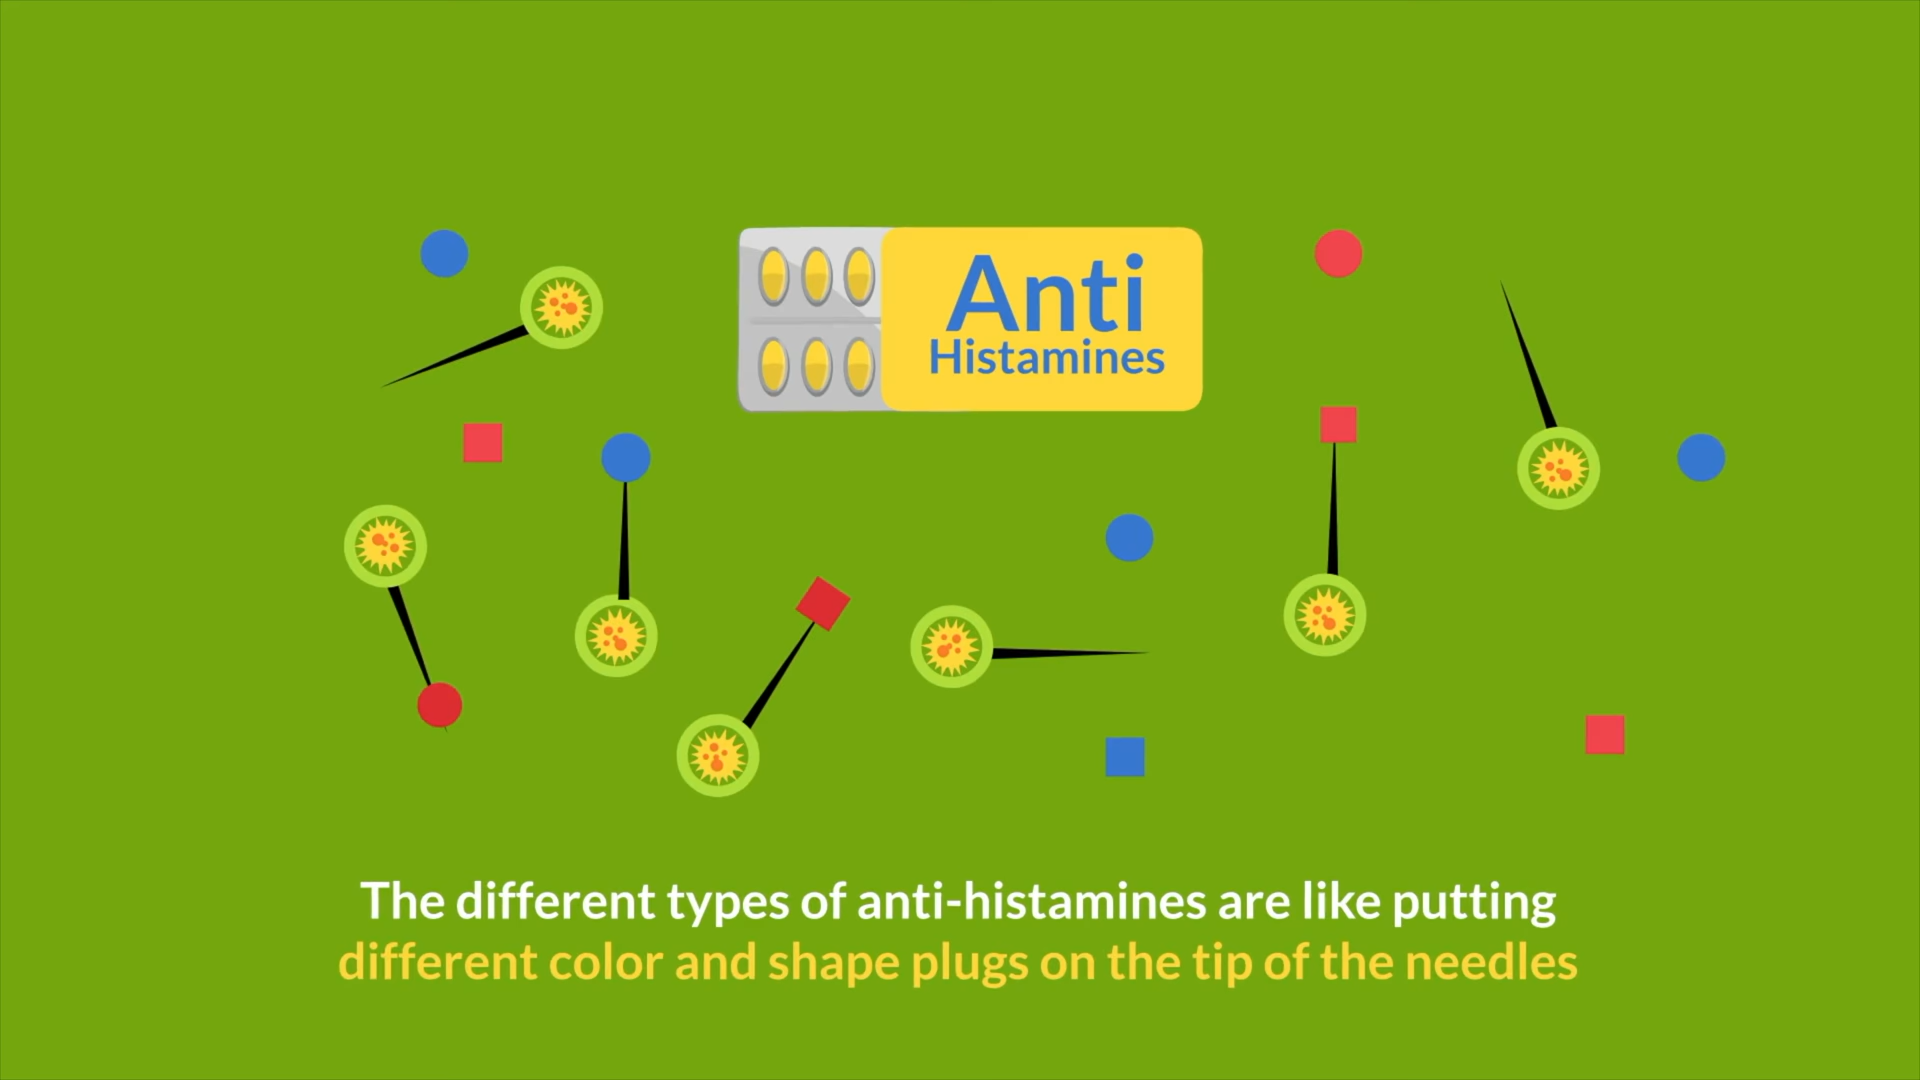 Anti
Histamines
The different types of anti-histamines are like putting
different color and shape plugs on the tip of the needles